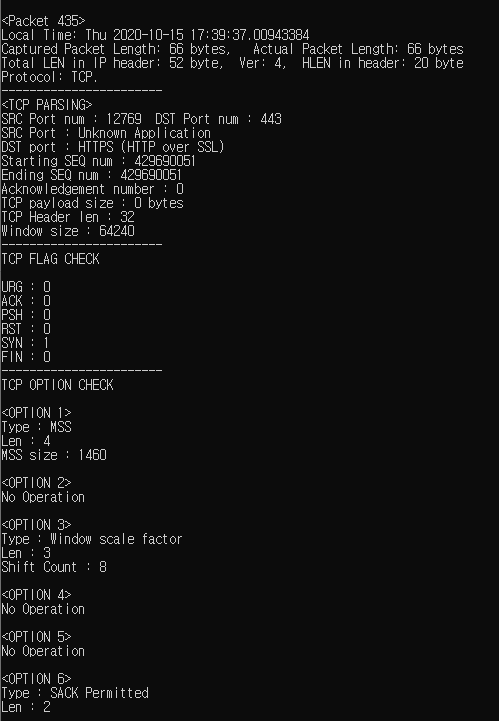 <Packet 435>
Local Time: Thu 2020-10-15 17:39:37.00943384
Captured Packet Length: 66 bytes,   Actual Packet Length: 66 bytes
Total LEN in IP header: 52 byte,  Ver: 4,  HLEN in header: 20 byte
Protocol: TCP.
-----------------------
<TCP PARSING>
SRC Port num : 12769  DST Port num : 443
SRC Port : Unknown Application
DST port : HTTPS (HTTP over SSL)
Starting SEQ num : 429690051
Ending SEQ num : 429690051
Acknowledgement number : 0
TCP payload size : 0 bytes
TCP Header len : 32
Window size : 64240
-----------------------
TCP FLAG CHECK

URG : 0
ACK : 0
PSH : 0
RST : 0
SYN : 1
FIN : 0
-----------------------
TCP OPTION CHECK

<OPTION 1>
Type : MSS
Len : 4
MSS size : 1460

<OPTION 2>
No Operation

<OPTION 3>
Type : Window scale factor
Len : 3
Shift Count : 8

<OPTION 4>
No Operation

<OPTION 5>
No Operation

<OPTION 6>
Type : SACK Permitted
Len : 2